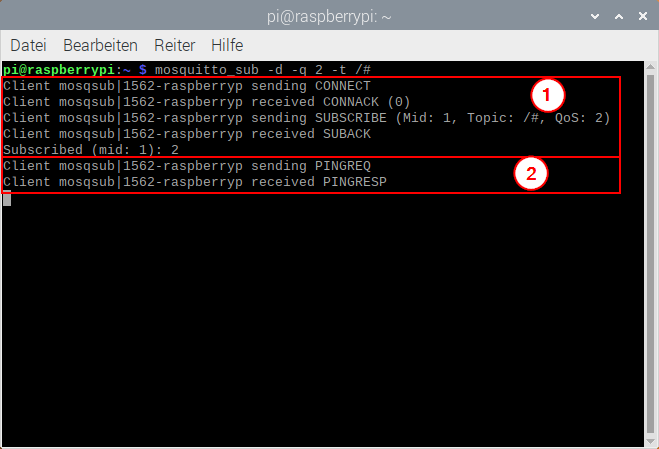 pi@raspberrypi: ~
Datei Bearbeiten Reiter Hilfe
pi@raspberrypi:~ $ mosquitto_sub -d -q 2 -t /#
Client mosqsub|1562-raspberryp sending CONNECT
Client mosqsub|1562-raspberryp received CONNACK (0)
Client mosqsub|1562-raspberryp sending SUBSCRIBE (Mid: 1, Topic: /#, QoS: 2)
Client mosqsub|1562-raspberryp received SUBACK
Subscribed (mid: 1): 2
Client mosqsub|1562-raspberryp sending PINGREQ
Client mosqsub|1562-raspberryp received PINGRESP
1
2